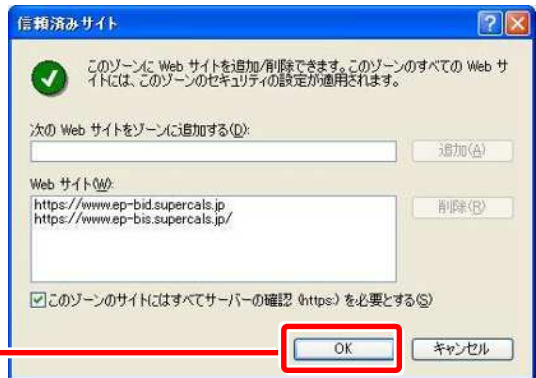 信頼済みサイト
このゾーンに Web サイトを追加/削除できます。このゾーンのすべての Web サ
イトには、このゾーンのセキュリティの設定が適用されます。
次の Web サイトをゾーンに追加する(D):
追加(A)
Web サイト(W):
https://www.ep-bid.supercals.jp
https://www.ep-bis.supercals.jp/
削除(R)
このゾーンのサイトにはすべてサーバーの確認 (https:) を必要とする(S)
OK
キャンセル